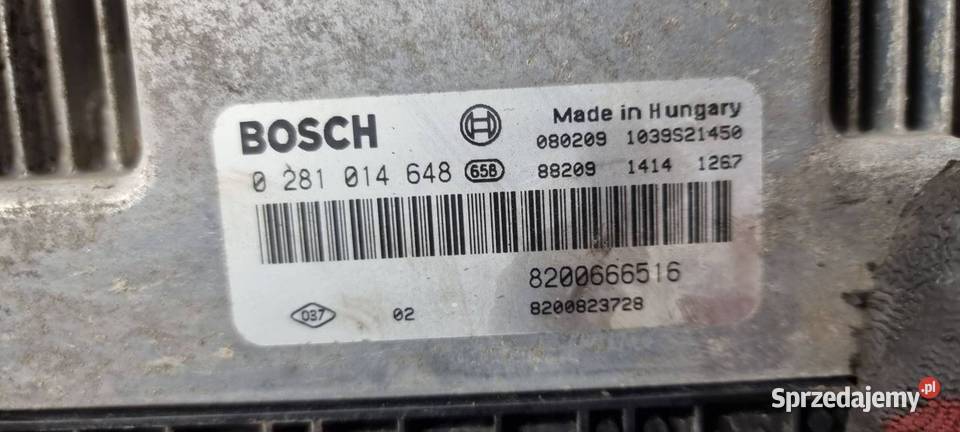 BOSCH
Made in Hungary
080209 1039S21450
0 281 014 648 658 88209 1414 1267
8200666516
037 02 8200823728
Sprzedajemy.pl